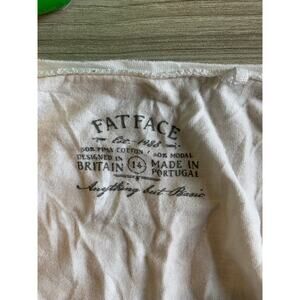 FAT FACE
Est. 1988
50% PIMA COTTON / 50% MODAL
DESIGNED IN BRITAIN 14 MADE IN PORTUGAL
Anything but Basic